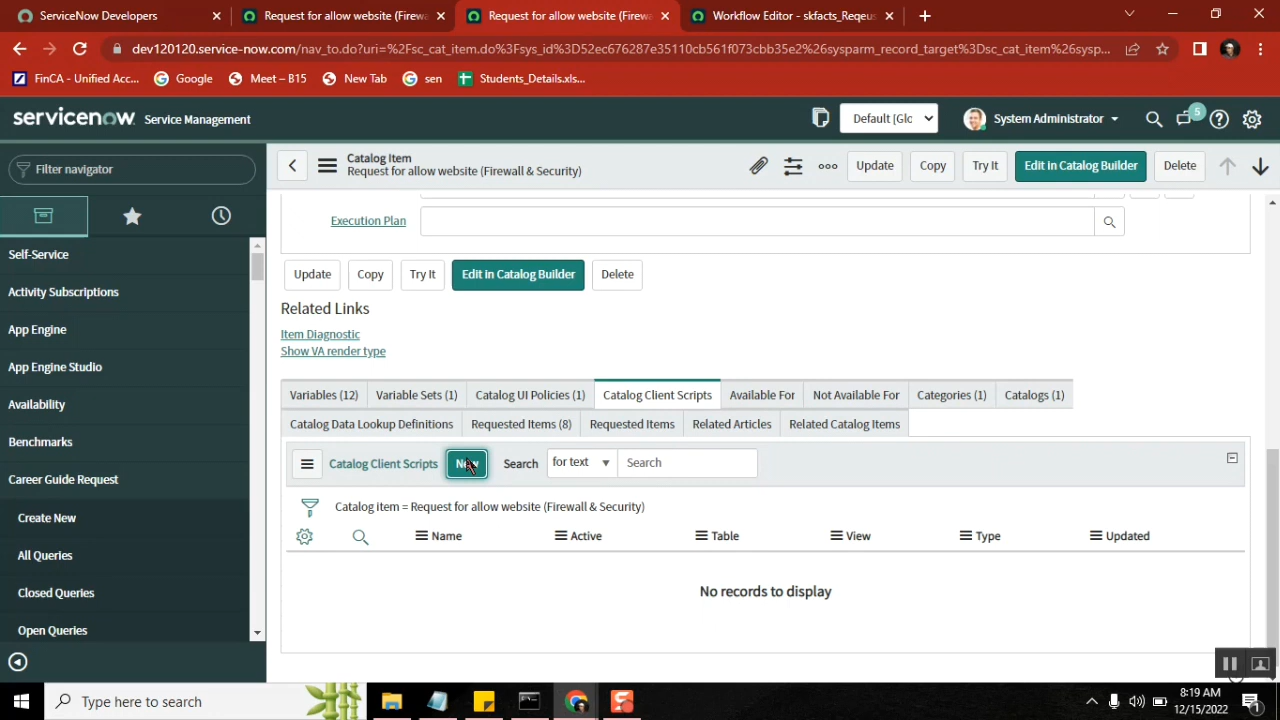 ServiceNow Developers
Request for allow website (Firew
Request for allow website (Firew
Workflow Editor - skfacts_Reqeus
dev120120.service-now.com/nav_to.do?uri=%2Fsc_cat_item.do%3Fsys_id%3D52ec676287e35110cb561f073cbb35e2%26sysparm_record_target%3Dsc_cat_item%26sysp...
FinCA - Unified Acc...
Google
Meet – B15
New Tab
sen
Students_Details.xls...
servicenow Service Management
Default [Glo
System Administrator
5
Filter navigator
Catalog Item
Request for allow website (Firewall & Security)
Update
Copy
Try It
Edit in Catalog Builder
Delete
Self-Service
Activity Subscriptions
App Engine
App Engine Studio
Availability
Benchmarks
Career Guide Request
Create New
All Queries
Closed Queries
Open Queries
Execution Plan
Update
Copy
Try It
Edit in Catalog Builder
Delete
Related Links
Item Diagnostic
Show VA render type
Variables (12)
Variable Sets (1)
Catalog UI Policies (1)
Catalog Client Scripts
Available For
Not Available For
Categories (1)
Catalogs (1)
Catalog Data Lookup Definitions
Requested Items (8)
Requested Items
Related Articles
Related Catalog Items
Catalog Client Scripts
New
Search
for text
Search
Catalog item = Request for allow website (Firewall & Security)
Name
Active
Table
View
Type
Updated
No records to display
Type here to search
8:19 AM
12/15/2022
1